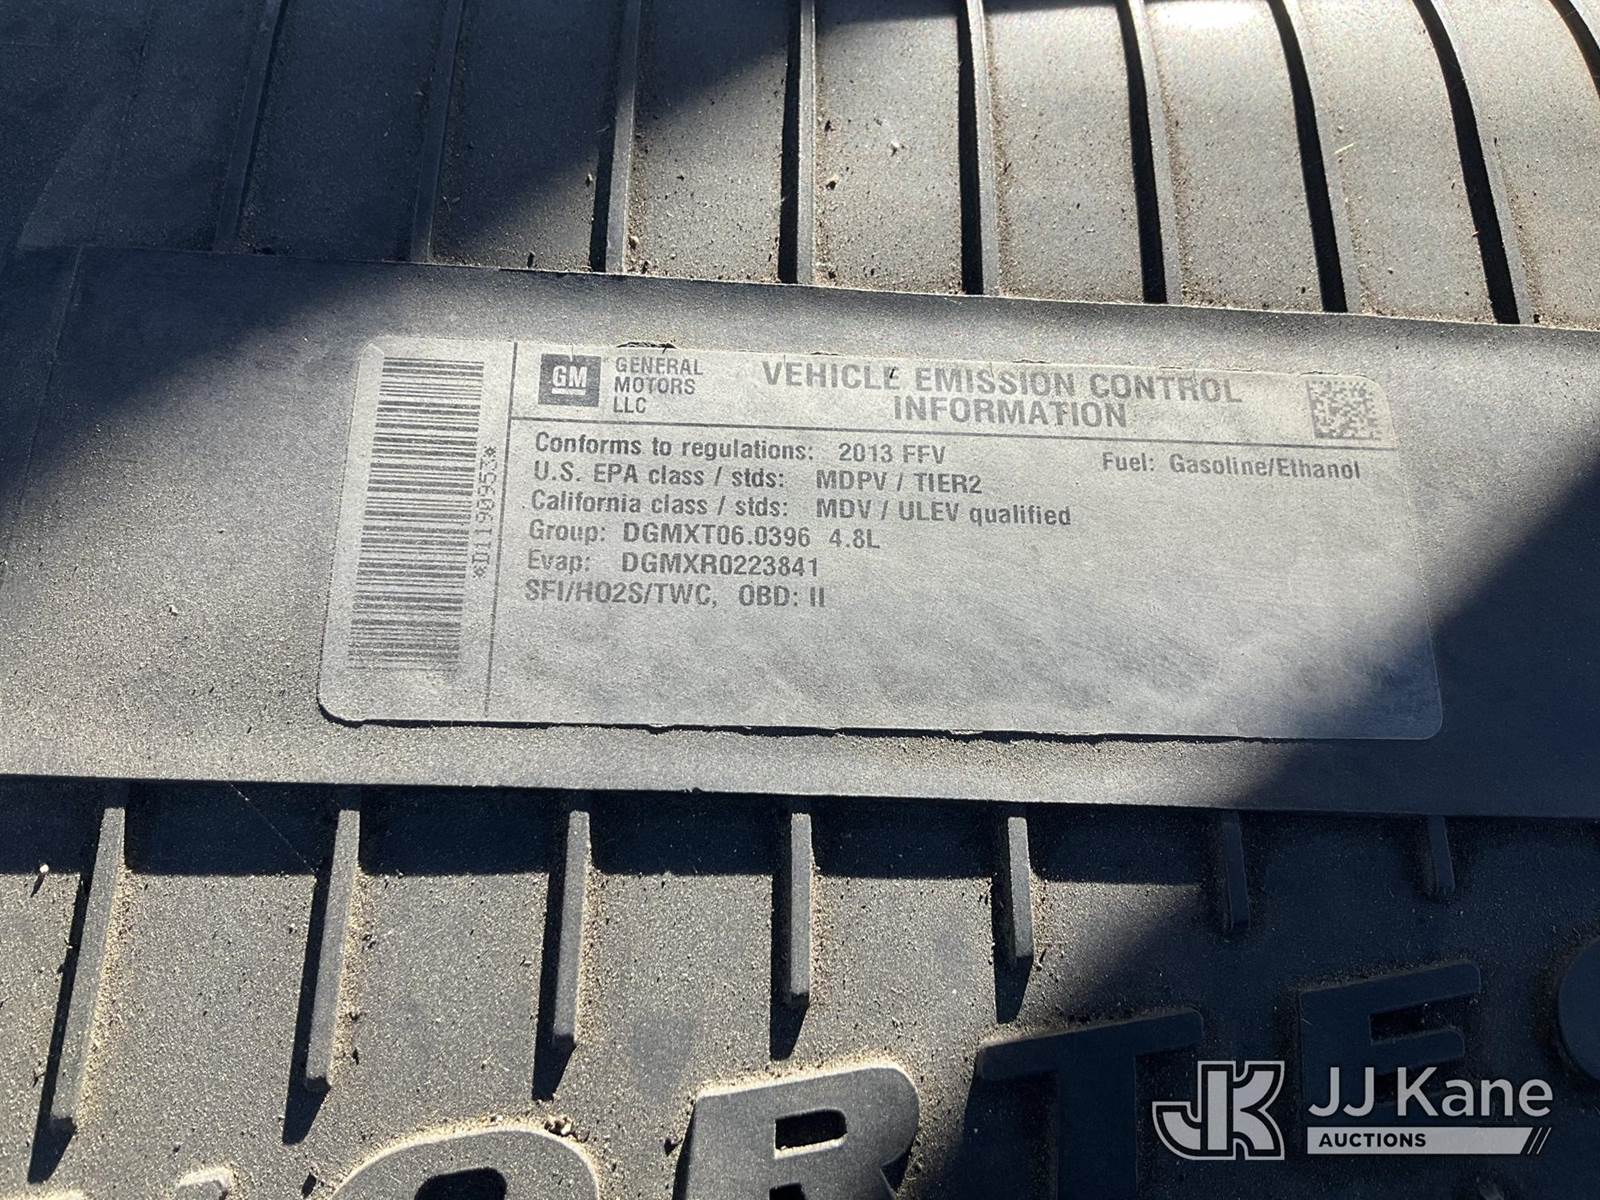 GM
GENERAL
MOTORS
LLC
VEHICLE EMISSION CONTROL
INFORMATION
Conforms to regulations: 2013 FFV
Fuel: Gasoline/Ethanol
U.S. EPA class / stds: MDPV / TIER2
California class / stds: MDV / ULEV qualified
Group: DGMXT06.0396 4.8L
Evap: DGMXR0223841
SFI/HO2S/TWC, OBD: II
*D1190953*
ORTEC
JK JJ Kane
AUCTIONS